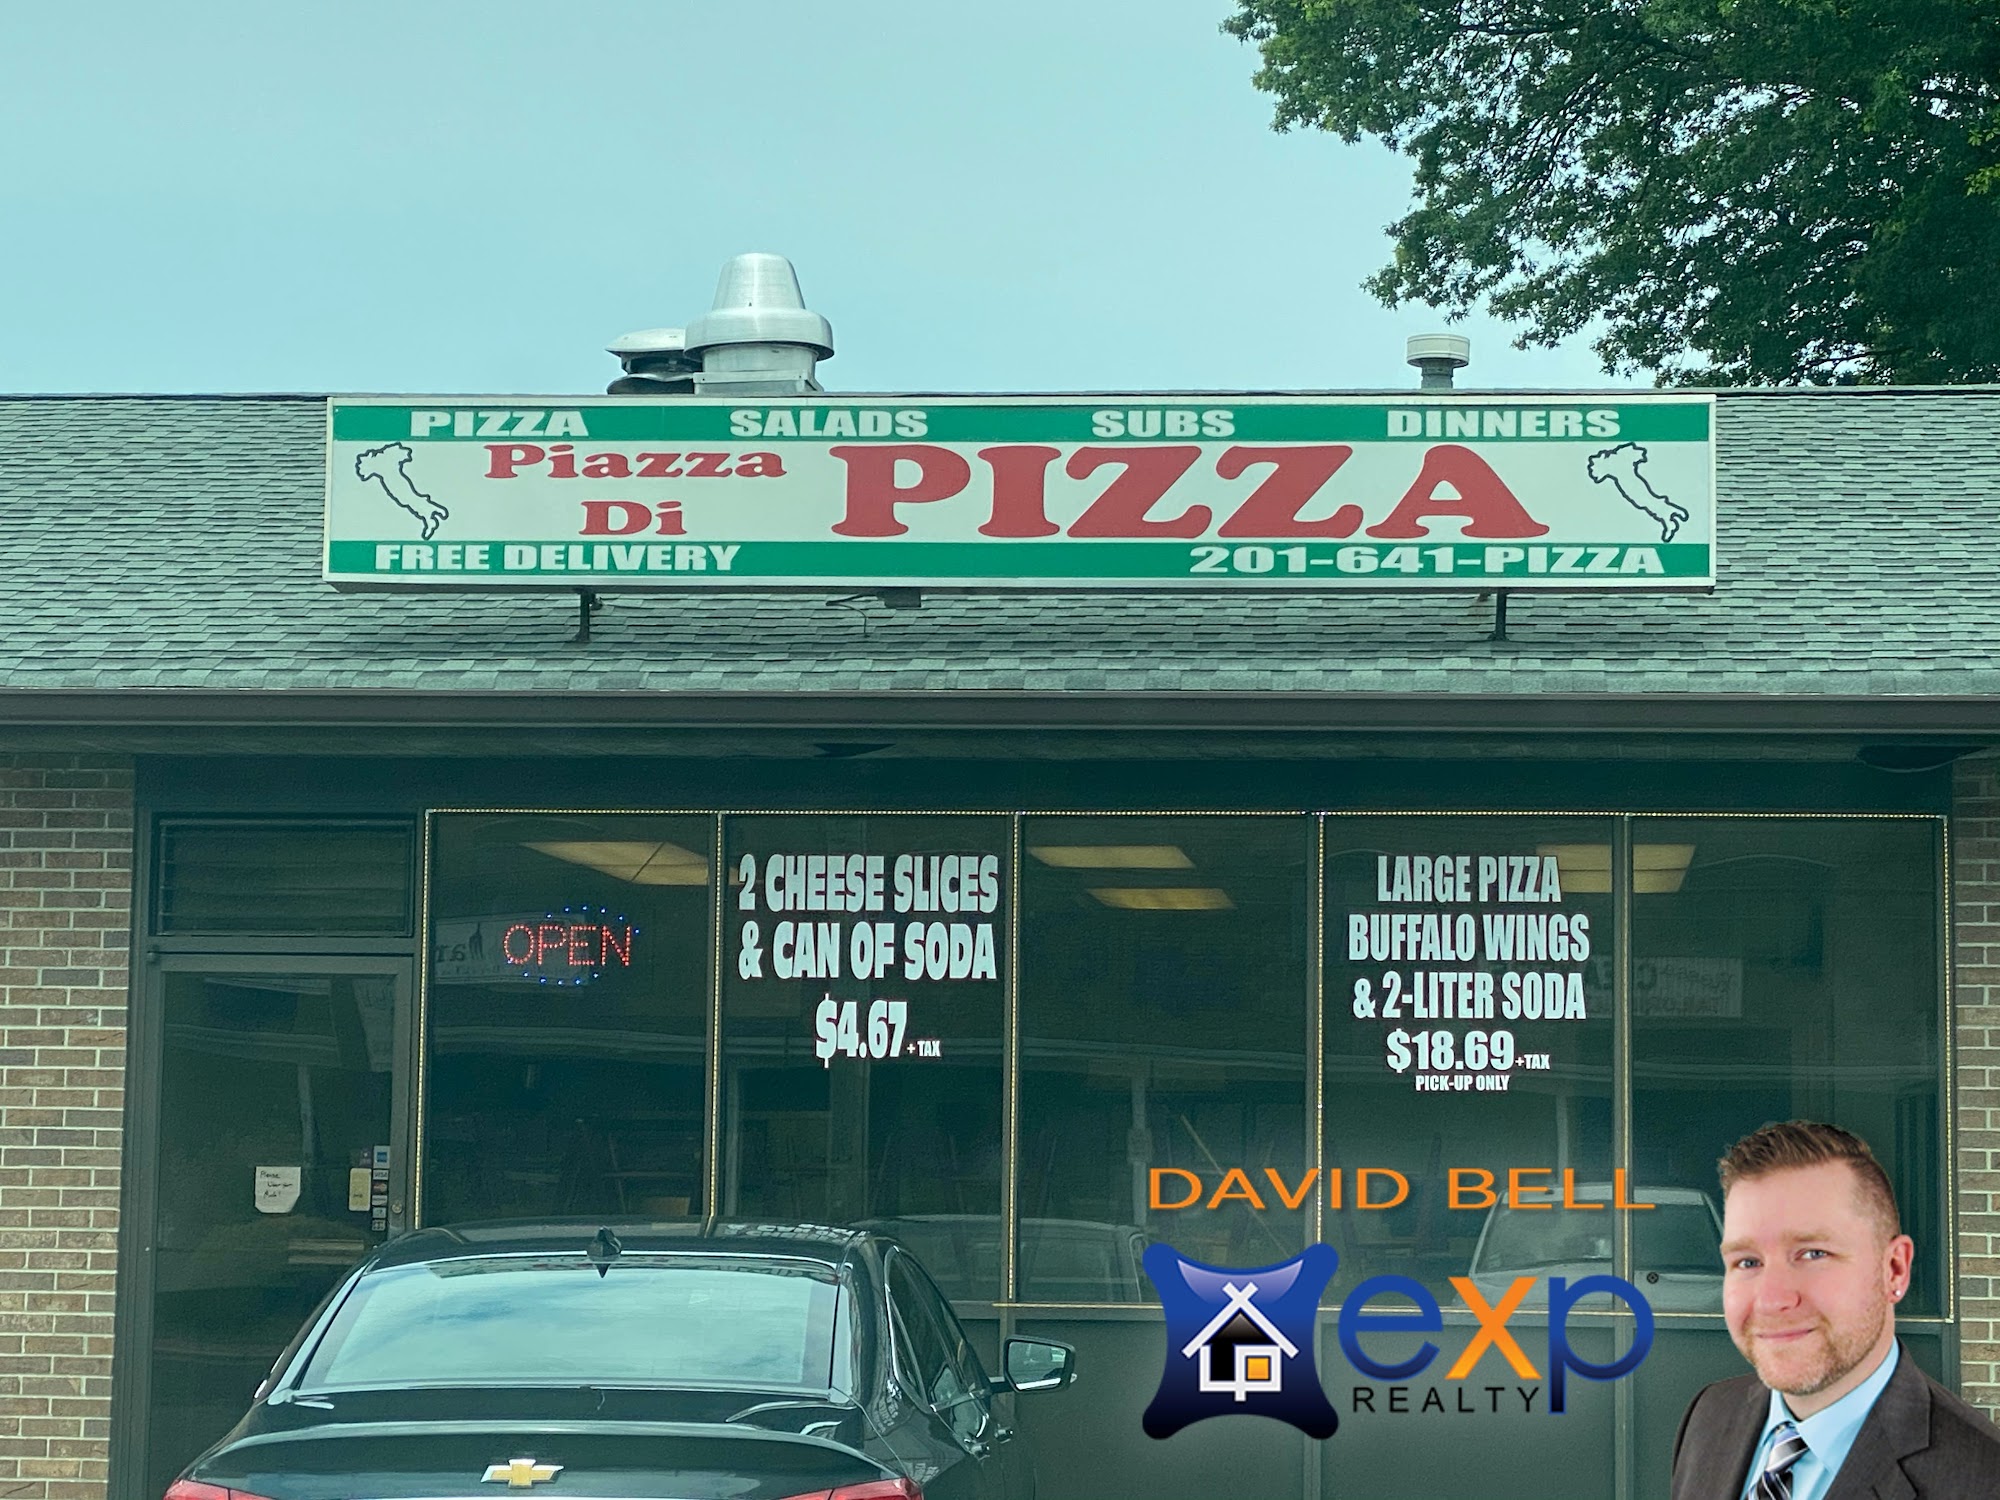 PIZZA SALADS SUBS DINNERS
Piazza
Di
PIZZA
FREE DELIVERY 201-641-PIZZA
OPEN
2 CHEESE SLICES
& CAN OF SODA
$4.67 + TAX
LARGE PIZZA
BUFFALO WINGS
& 2-LITER SODA
$18.69 +TAX
PICK-UP ONLY
DAVID BELL
exp
REALTY